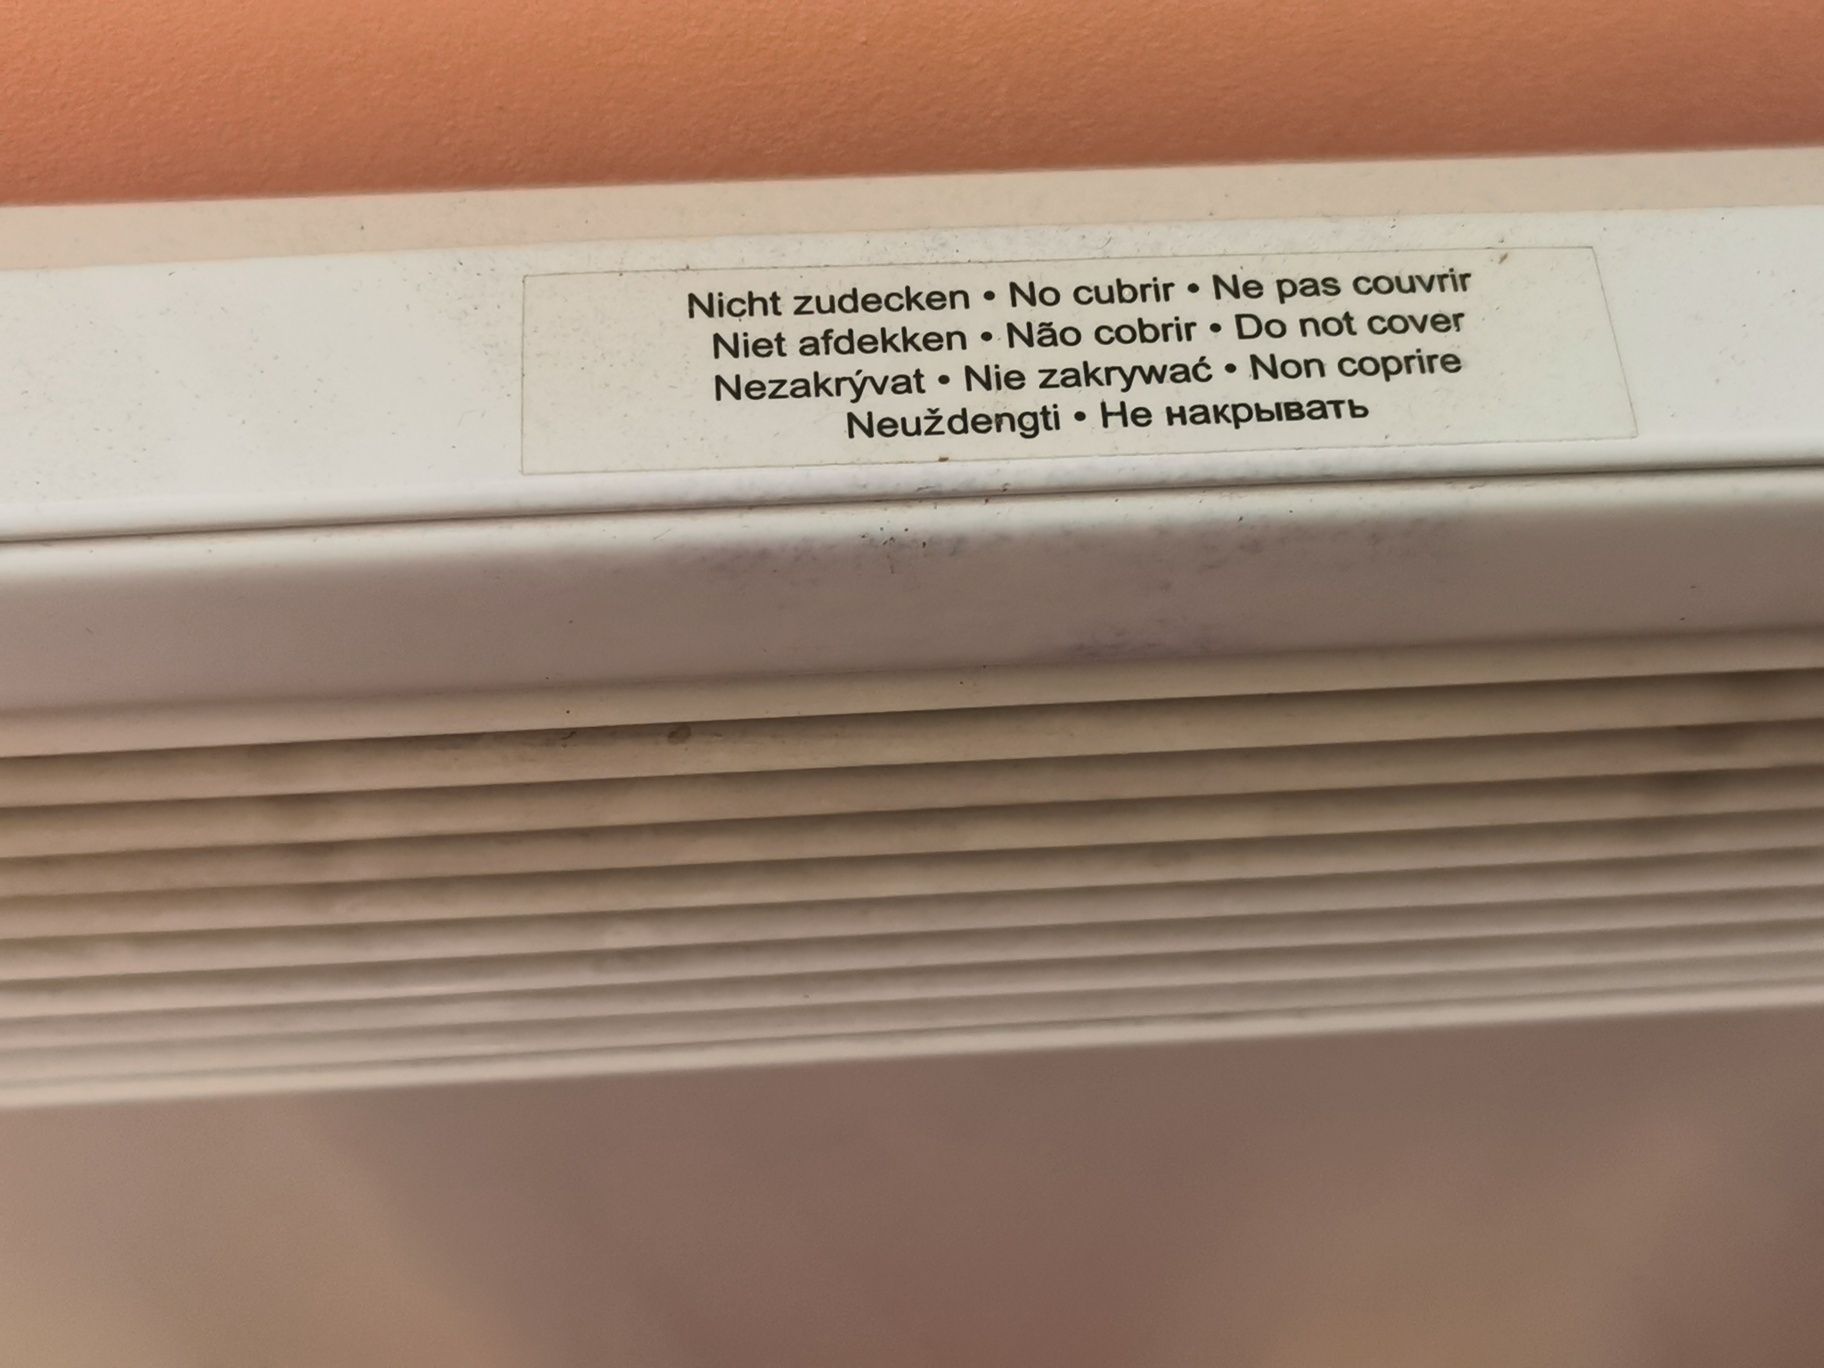 Nicht zudecken • No cubrir • Ne pas couvrir
Niet afdekken • Não cobrir • Do not cover
Nezakrývat • Nie zakrywać • Non coprire
Neuždengti • Не накрывать